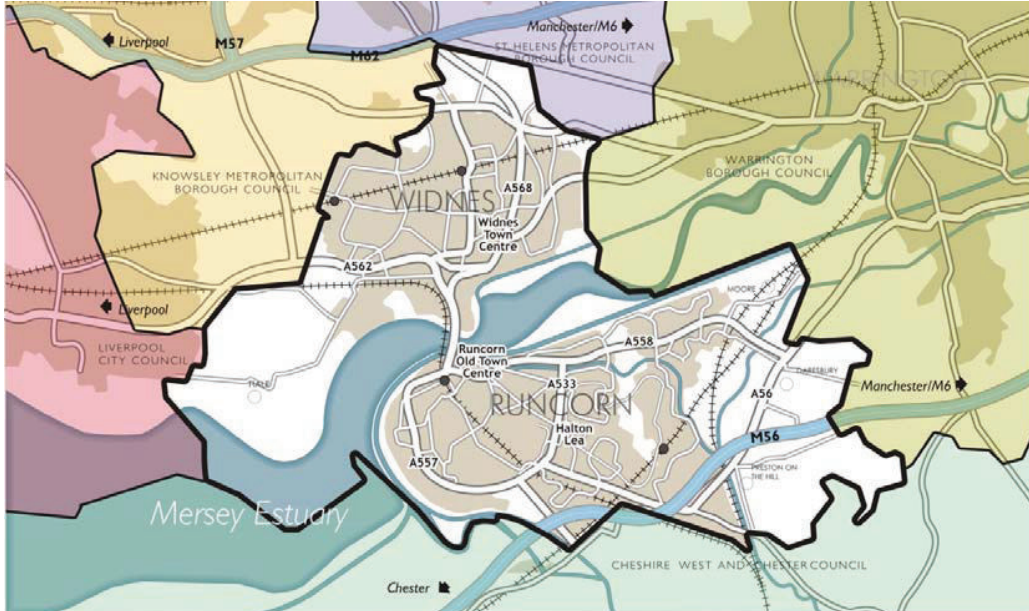 Liverpool
M57
M62
Manchester/M6
ST HELENS METROPOLITAN
BOROUGH COUNCIL
WARRINGTON
KNOWSLEY METROPOLITAN
BOROUGH COUNCIL
WARRINGTON
BOROUGH COUNCIL
WIDNES
A568
Widnes
Town
Centre
A562
Liverpool
LIVERPOOL
CITY COUNCIL
MOORE
A558
Runcorn
Old Town
Centre
HALE
A533
DARESBURY
Manchester/M6
A56
RUNCORN
Halton
Lea
M56
A557
PRESTON ON
THE HILL
Mersey Estuary
CHESHIRE WEST AND CHESTER COUNCIL
Chester